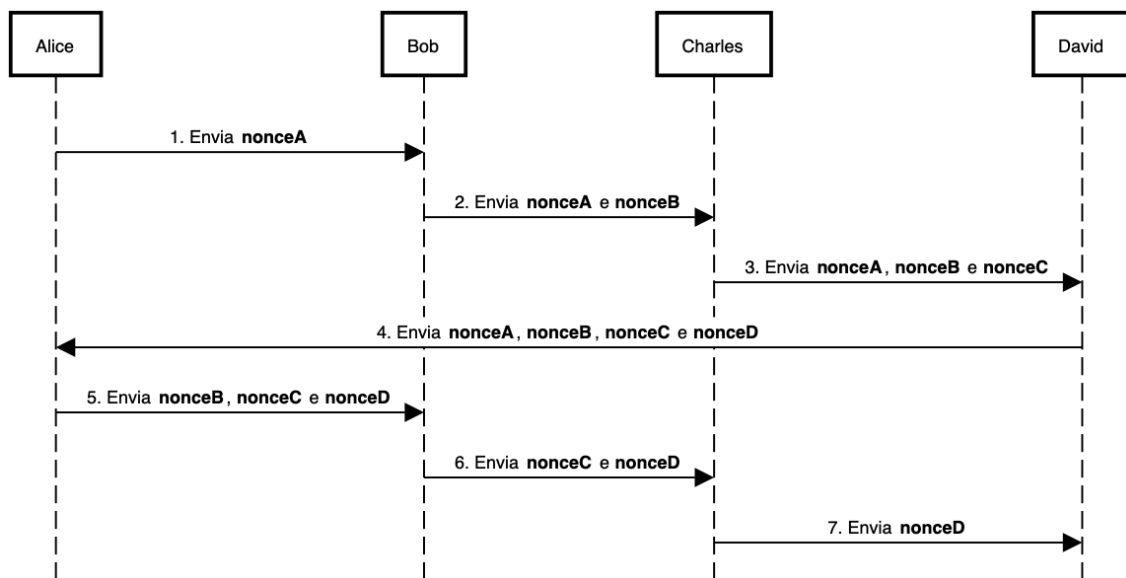 Alice
Bob
Charles
David
1. Envia nonceA
2. Envia nonceA e nonceB
3. Envia nonceA, nonceB e nonceC
4. Envia nonceA, nonceB, nonceC e nonceD
5. Envia nonceB, nonceC e nonceD
6. Envia nonceC e nonceD
7. Envia nonceD